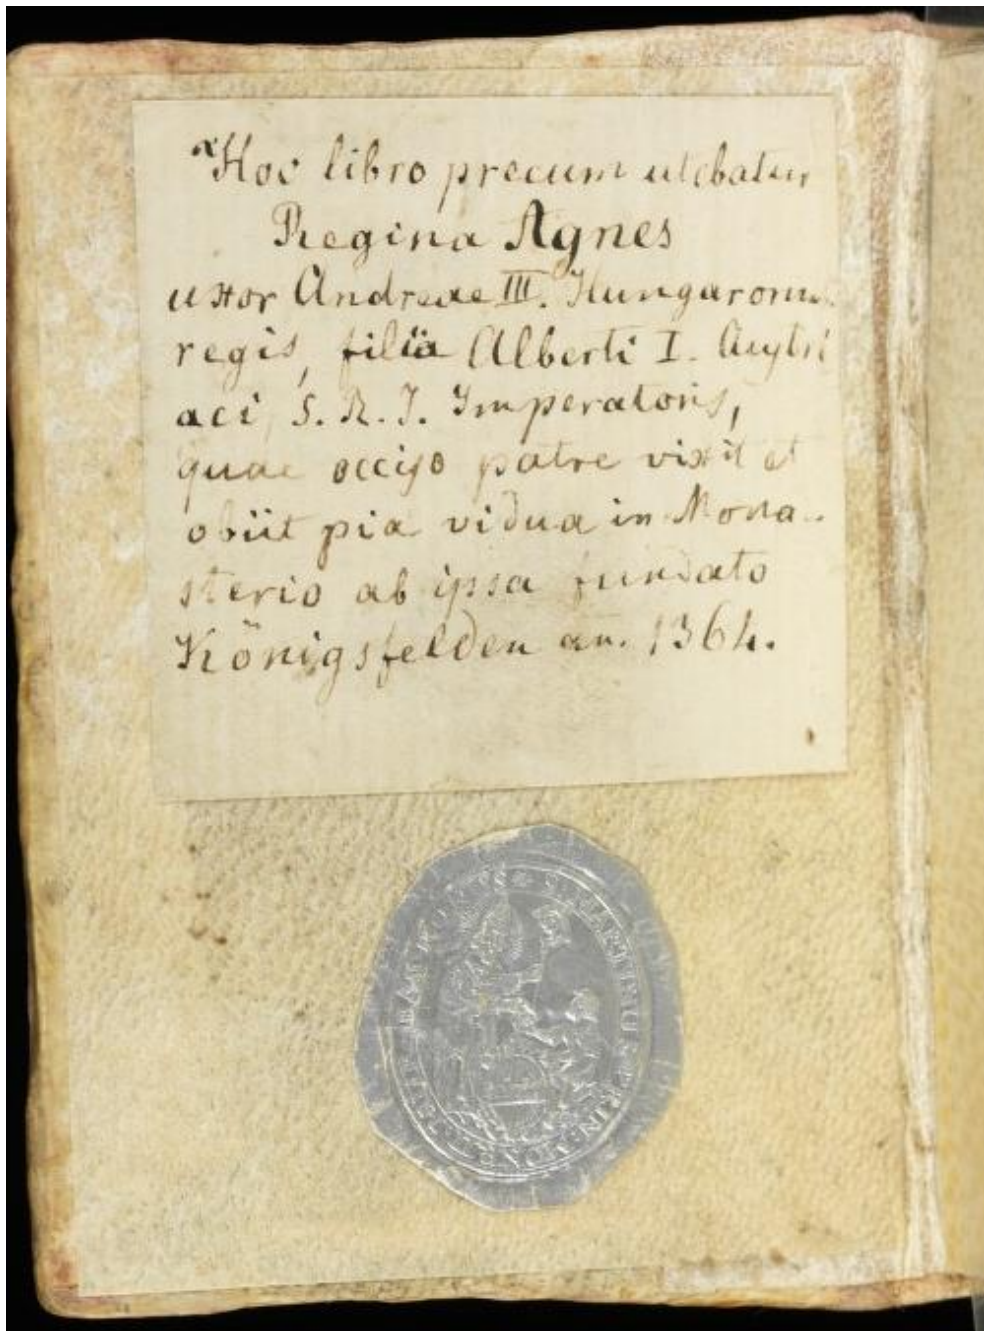 Hoc libro precum utebatur
Regina Agnes
uxor Andreae III. Hungarorum
regis, filia Alberti I. Austri
aci, S. R. I. Imperatoris,
quae occiso patre vixit et
obiit pia vidua in Mona-
sterio ab ipsa fundato
Königsfelden an. 1364.